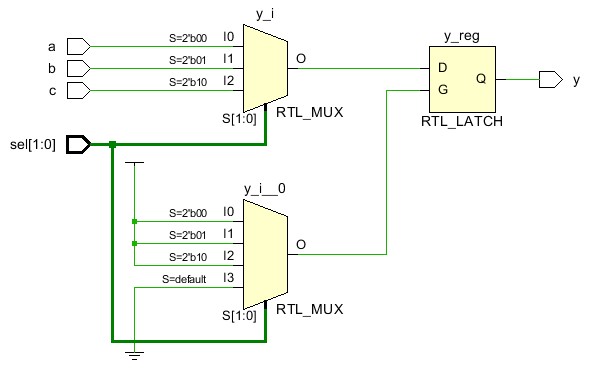 y_i
a
S=2'b00
I0
b
S=2'b01
I1
O
c
S=2'b10
I2
S[1:0]
RTL_MUX
y_reg
D
G
Q
y
RTL_LATCH
sel[1:0]
y_i__0
S=2'b00
I0
S=2'b01
I1
O
S=2'b10
I2
S=default
I3
S[1:0]
RTL_MUX